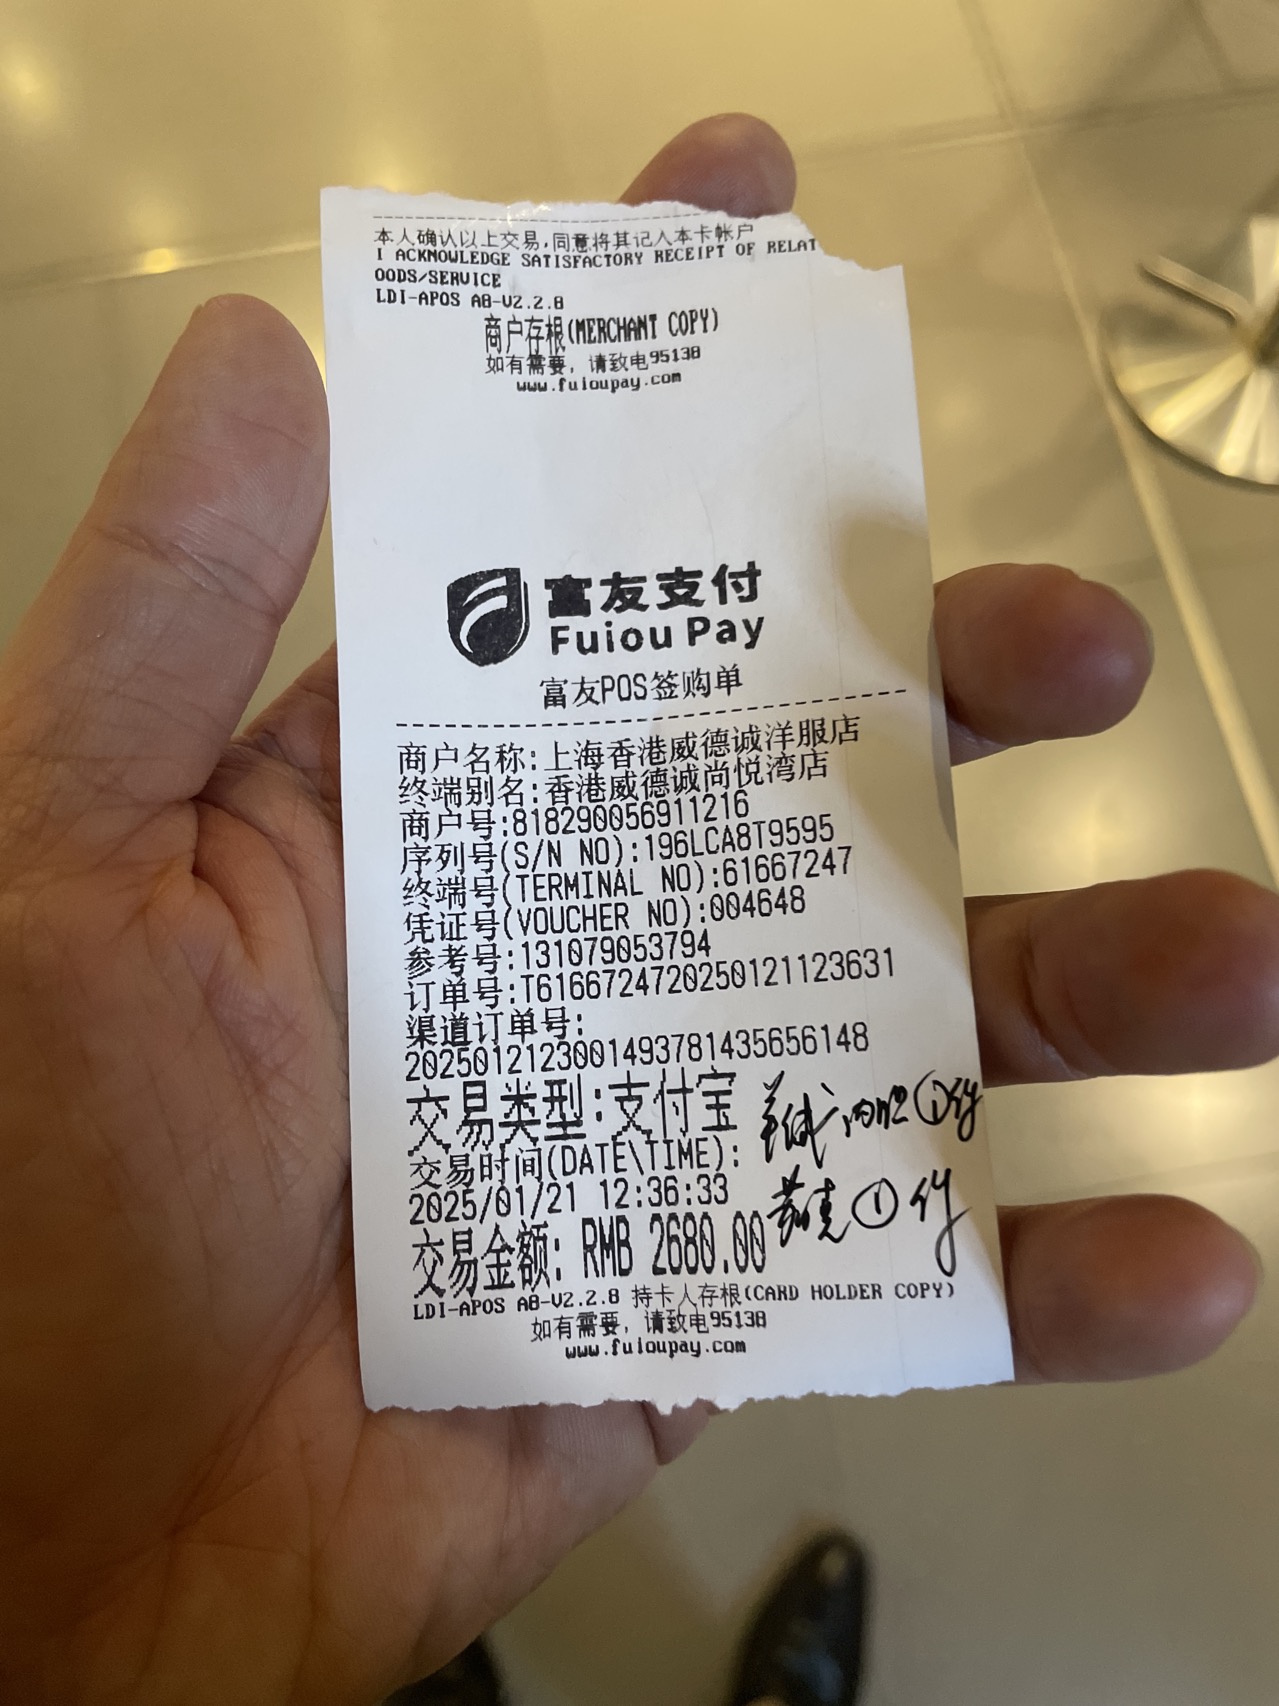 本人确认以上交易,同意将其记入本卡帐户
I ACKNOWLEDGE SATISFACTORY RECEIPT OF RELAT
OODS/SERVICE
LDI-APOS A8-V2.2.8
商户存根(MERCHANT COPY)
如有需要，请致电95138
www.fuioupay.com
富友支付
Fuiou Pay
富友POS签购单
商户名称:上海香港威德诚洋服店
终端别名:香港威德诚尚悦湾店
商户号:818290056911216
序列号(S/N NO):196LCA8T9595
终端号(TERMINAL NO):61667247
凭证号(VOUCHER NO):004648
参考号:131079053794
订单号:T6166724720250121123631
渠道订单号:
2025012123001493781435656148
交易类型:支付宝
交易时间(DATE\TIME):
2025/01/21 12:36:33
①件
交易金额: RMB 2680.00
①件
LDI-APOS A8-V2.2.8 持卡人存根(CARD HOLDER COPY)
如有需要，请致电95138
www.fuioupay.com